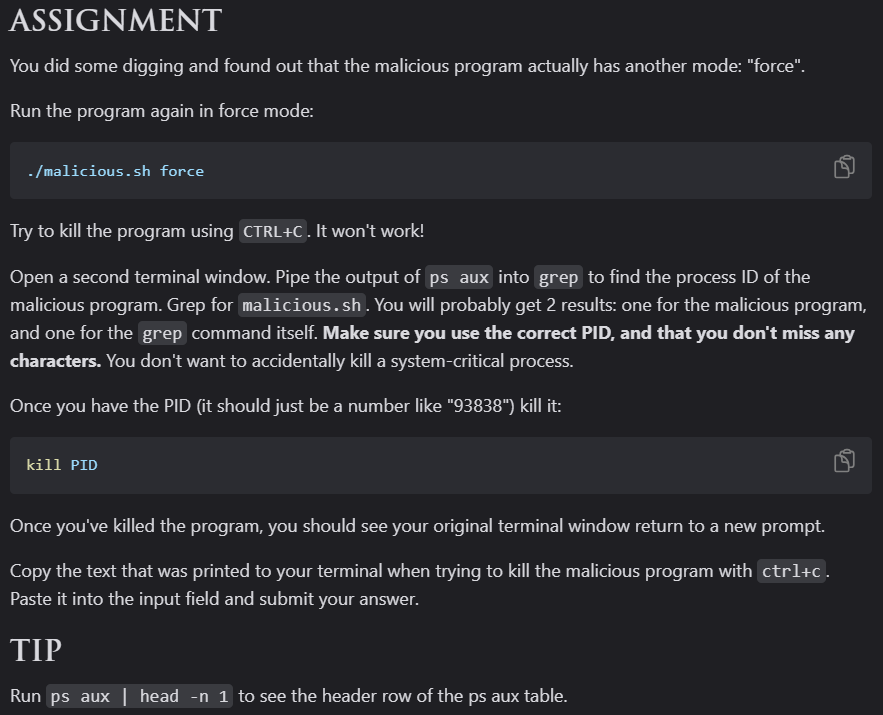 ASSIGNMENT
You did some digging and found out that the malicious program actually has another mode: "force".
Run the program again in force mode:
./malicious.sh force
Try to kill the program using CTRL+C. It won't work!
Open a second terminal window. Pipe the output of ps aux into grep to find the process ID of the
malicious program. Grep for malicious.sh. You will probably get 2 results: one for the malicious program,
and one for the grep command itself. Make sure you use the correct PID, and that you don't miss any
characters. You don't want to accidentally kill a system-critical process.
Once you have the PID (it should just be a number like "93838") kill it:
kill PID
Once you've killed the program, you should see your original terminal window return to a new prompt.
Copy the text that was printed to your terminal when trying to kill the malicious program with ctrl+c.
Paste it into the input field and submit your answer.
TIP
Run ps aux | head -n 1 to see the header row of the ps aux table.